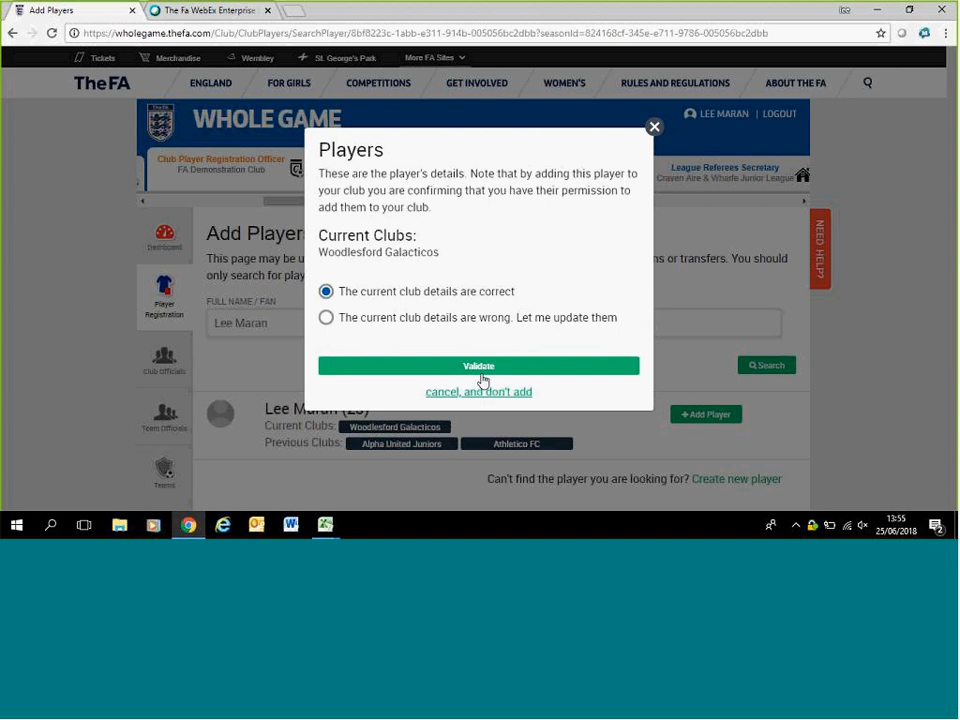 Add Players
The Fa WebEx Enterprise
https://wholegame.thefa.com/Club/ClubPlayers/SearchPlayer/8bf8223c-1abb-e311-914b-005056bc2dbb?seasonId=824168cf-345e-e711-9786-005056bc2dbb
Tickets Merchandise Wembley St. George's Park More FA Sites
TheFA ENGLAND FOR GIRLS COMPETITIONS GET INVOLVED WOMEN'S RULES AND REGULATIONS ABOUT THE FA
WHOLE GAME
LEE MARAN | LOGOUT
Club Player Registration Officer
FA Demonstration Club
League Referees Secretary
Craven Aire & Wharfe Junior League
Players
These are the player's details. Note that by adding this player to
your club you are confirming that you have their permission to
add them to your club.
Current Clubs:
Woodlesford Galacticos
The current club details are correct
The current club details are wrong. Let me update them
Validate
cancel, and don't add
Dashboard
Player
Registration
Club Officials
Team Officials
Teams
NEED HELP?
Add Player
This page may be u
ns or transfers. You should
only search for play
FULL NAME / FAN
Lee Maran
Search
Lee Maran
Add Player
Current Clubs: Woodlesford Galacticos
Previous Clubs: Alpha United Juniors Athletico FC
Can't find the player you are looking for? Create new player
13:55
25/06/2018
2